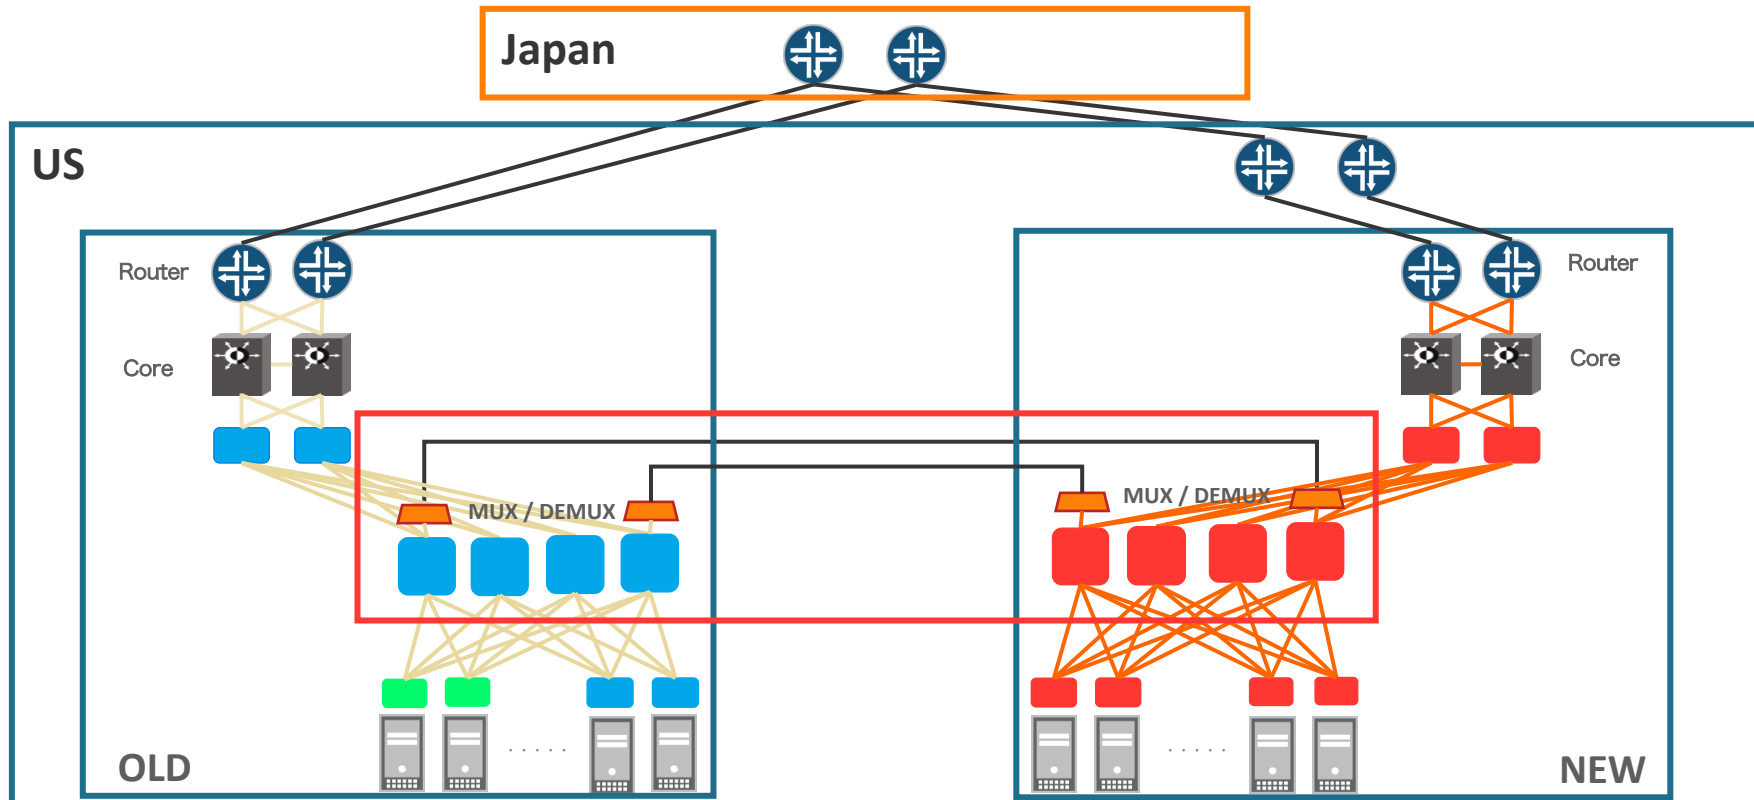 Japan
US
Router
Router
Core
Core
MUX / DEMUX
MUX / DEMUX
. . . . .
. . . . .
OLD
NEW